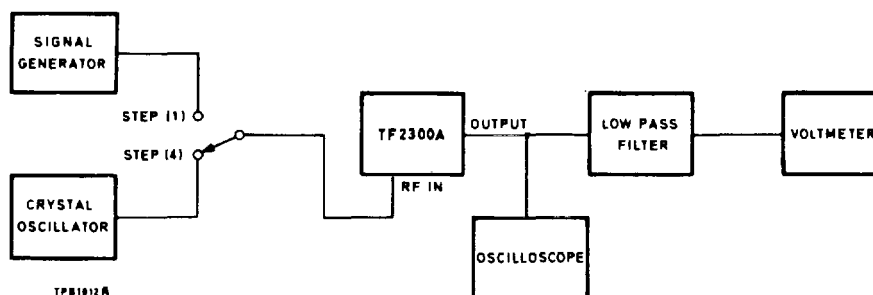 SIGNAL
GENERATOR
STEP (1)
STEP (4)
CRYSTAL
OSCILLATOR
TF2300A
OUTPUT
RF IN
LOW PASS
FILTER
VOLTMETER
OSCILLOSCOPE